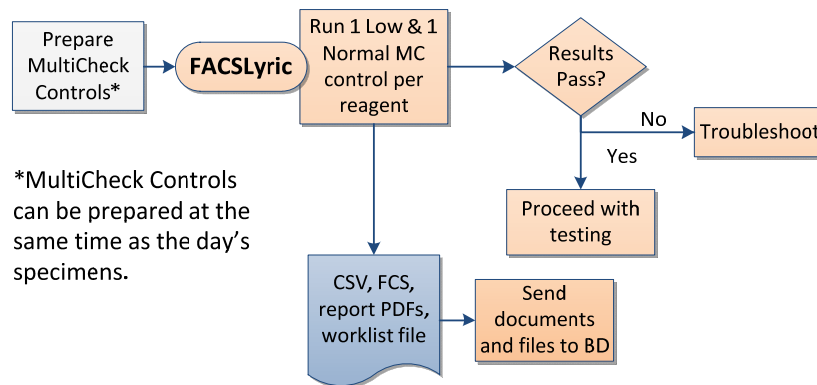 Prepare
MultiCheck
Controls*
FACSLyric
Run 1 Low & 1
Normal MC
control per
reagent
Results
Pass?
No
Troubleshoot
Yes
Proceed with
testing
*MultiCheck Controls
can be prepared at the
same time as the day's
specimens.
CSV, FCS,
report PDFs,
worklist file
Send
documents
and files to BD